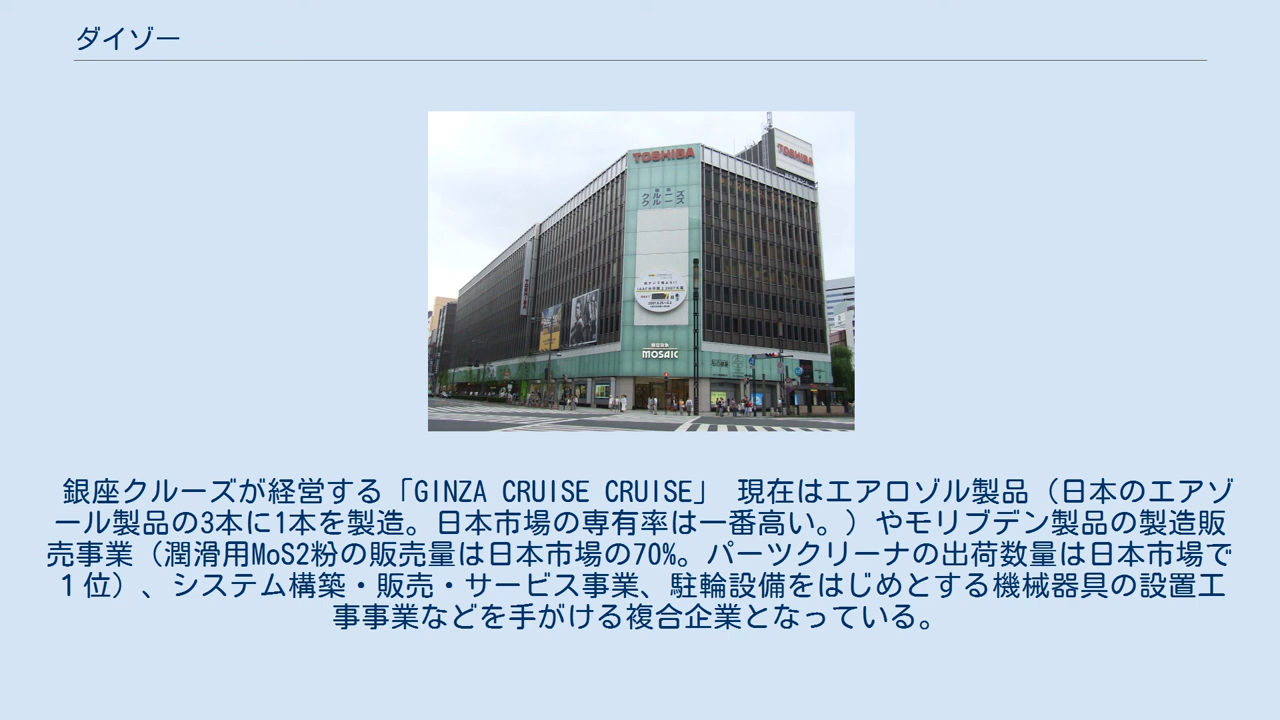 ダイゾー
TOSHIBA
TOSHIBA
銀座
クルーズ
クルーズ
MOSAIC
銀座クルーズが経営する「GINZA CRUISE CRUISE」 現在はエアロゾル製品（日本のエアゾ
ール製品の3本に1本を製造。日本市場の専有率は一番高い。）やモリブデン製品の製造販
売事業（潤滑用MoS2粉の販売量は日本市場の70%。パーツクリーナの出荷数量は日本市場で
１位）、システム構築・販売・サービス事業、駐輪設備をはじめとする機械器具の設置工
事事業などを手がける複合企業となっている。